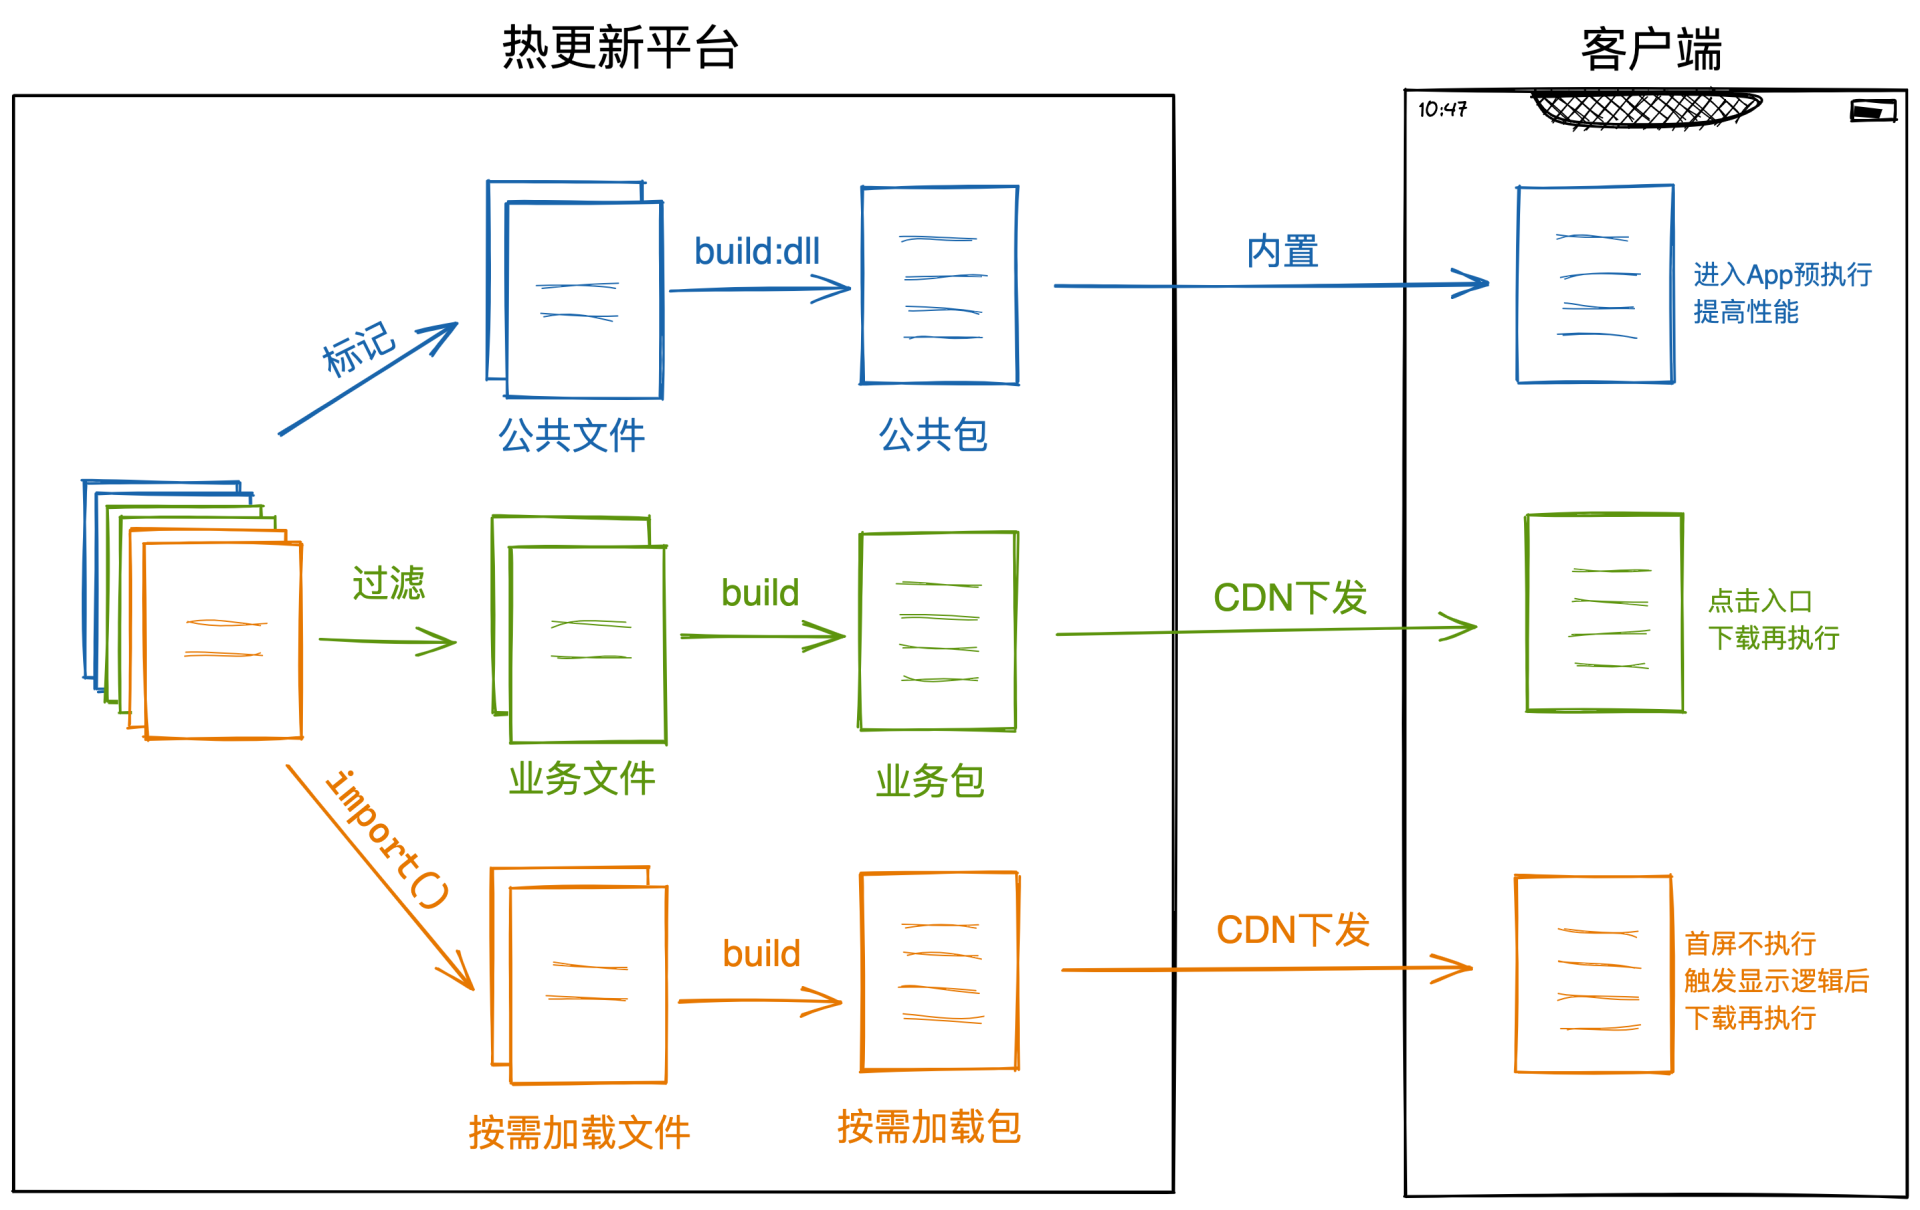 热更新平台
客户端
10:47
标记
build:dll
内置
进入App预执行
提高性能
公共文件
公共包
过滤
build
CDN下发
点击入口
下载再执行
业务文件
业务包
import()
build
CDN下发
首屏不执行
触发显示逻辑后
下载再执行
按需加载文件
按需加载包